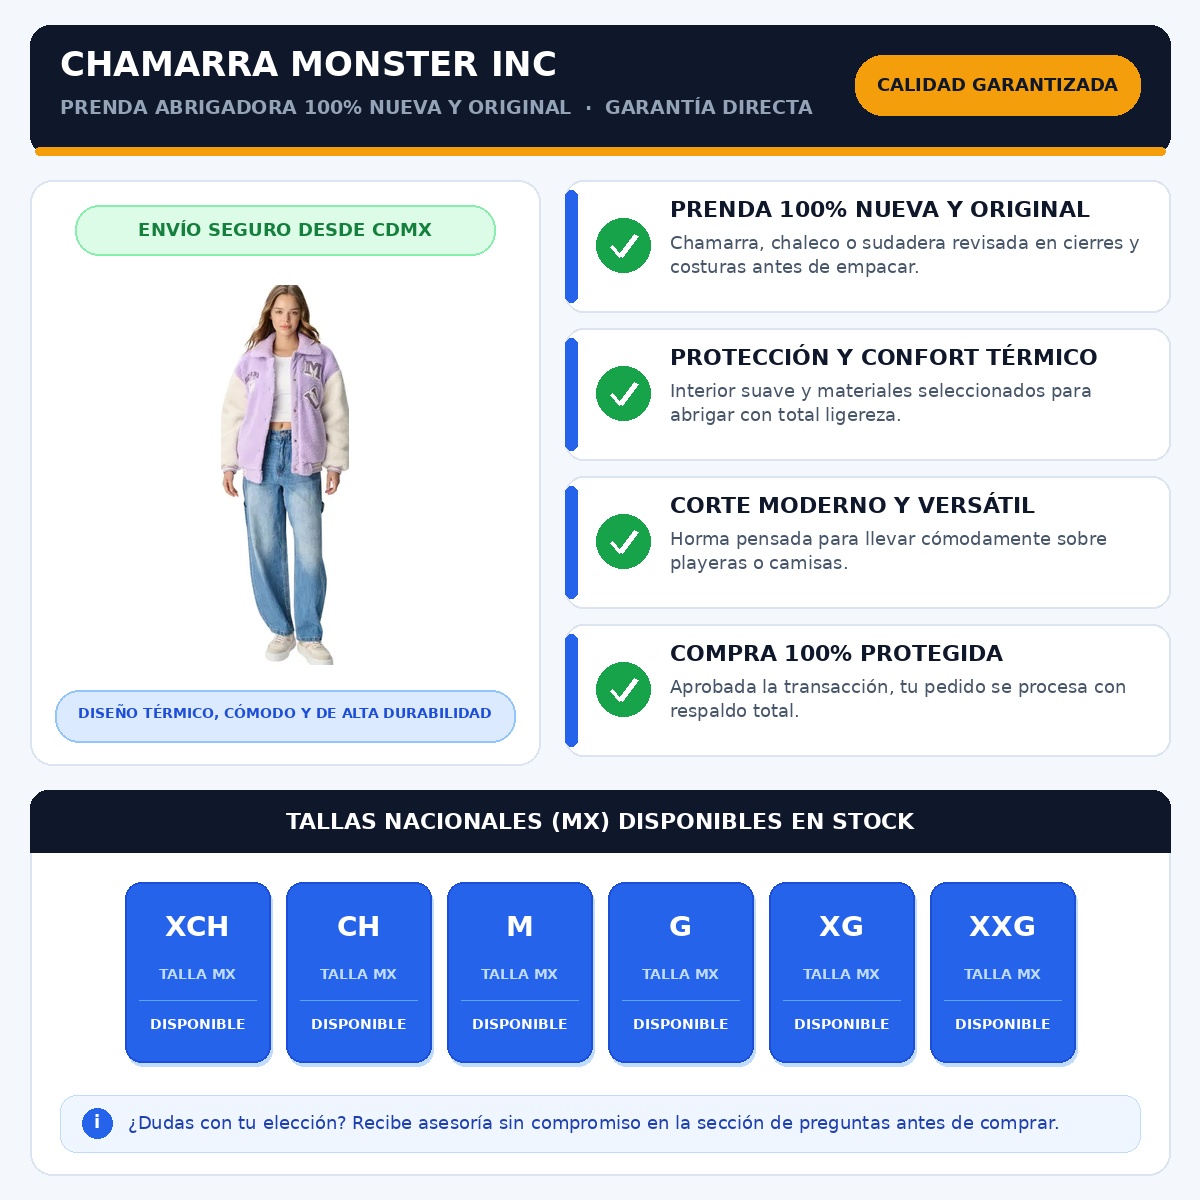 CHAMARRA MONSTER INC
PRENDA ABRIGADORA 100% NUEVA Y ORIGINAL · GARANTÍA DIRECTA
CALIDAD GARANTIZADA
ENVÍO SEGURO DESDE CDMX
M
U
DISEÑO TÉRMICO, CÓMODO Y DE ALTA DURABILIDAD
PRENDA 100% NUEVA Y ORIGINAL
Chamarra, chaleco o sudadera revisada en cierres y
costuras antes de empacar.
PROTECCIÓN Y CONFORT TÉRMICO
Interior suave y materiales seleccionados para
abrigar con total ligereza.
CORTE MODERNO Y VERSÁTIL
Horma pensada para llevar cómodamente sobre
playeras o camisas.
COMPRA 100% PROTEGIDA
Aprobada la transacción, tu pedido se procesa con
respaldo total.
TALLAS NACIONALES (MX) DISPONIBLES EN STOCK
XCH
TALLA MX
DISPONIBLE
CH
TALLA MX
DISPONIBLE
M
TALLA MX
DISPONIBLE
G
TALLA MX
DISPONIBLE
XG
TALLA MX
DISPONIBLE
XXG
TALLA MX
DISPONIBLE
i
¿Dudas con tu elección? Recibe asesoría sin compromiso en la sección de preguntas antes de comprar.